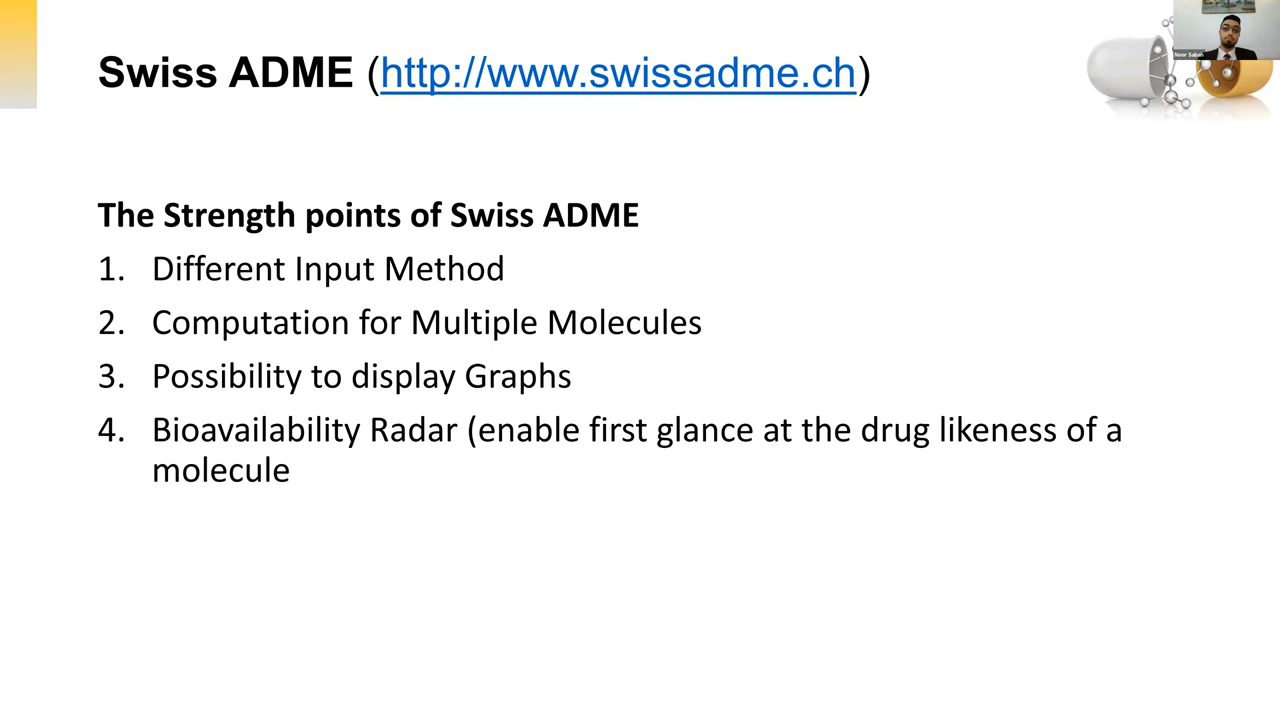 Swiss ADME (http://www.swissadme.ch)
Noor Sabah
The Strength points of Swiss ADME
1. Different Input Method
2. Computation for Multiple Molecules
3. Possibility to display Graphs
4. Bioavailability Radar (enable first glance at the drug likeness of a
molecule